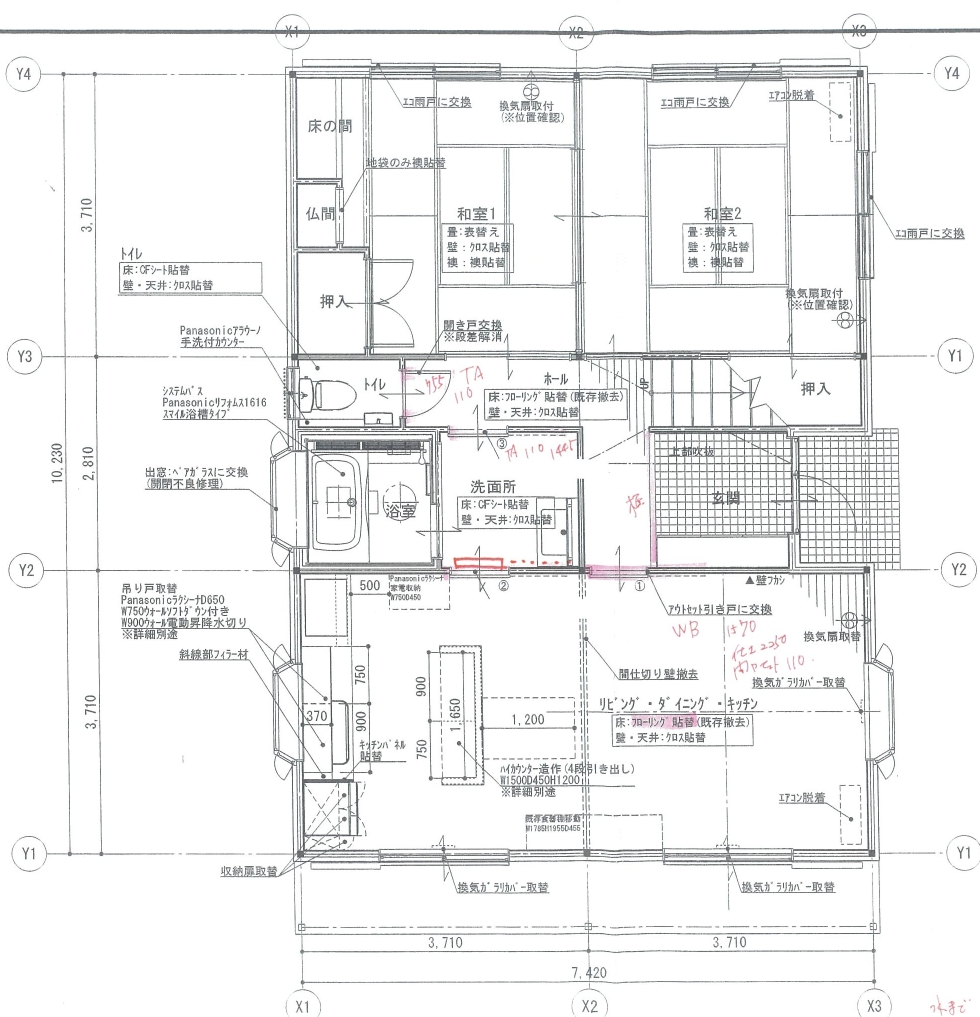 X1
X2
X3
Y4
Y4
エコ雨戸に交換
換気扇取付
(※位置確認)
エコ雨戸に交換
エアコン脱着
床の間
地袋のみ襖貼替
仏間
和室1
畳:表替え
壁:クロス貼替
襖:襖貼替
和室2
畳:表替え
壁:クロス貼替
襖:襖貼替
エコ雨戸に交換
3,710
トイレ
床:CFシート貼替
壁・天井:クロス貼替
押入
換気扇取付
(※位置確認)
Panasonicアラウーノ
手洗付カウンター
開き戸交換
※段差解消
Y3
Y1
トイレ
755
TA
110
ホール
床:フローリング貼替(既存撤去)
壁・天井:クロス貼替
UP
押入
システムバス
Panasonicリフォムス1616
スマイル浴槽タイプ
③
TA 110 1445
上部吹抜
10,230
2,810
出窓:ペアガラスに交換
(開閉不良修理)
浴室
洗面所
床:CFシート貼替
壁・天井:クロス貼替
玄関
Y2
Y2
吊り戸取替
PanasonicラクシーナD650
W750ウォールソフトダウン付き
W900ウォール電動昇降水切り
※詳細別途
500
Panasonicラクシーナ
家電収納
W750D450
②
①
▲壁フカシ
アウトセット引き戸に交換
WB
換気扇取替
斜線部フィラー材
間仕切り壁撤去
110
換気ガラリカバー取替
3,710
750
900
370
900
1,650
750
1,200
リビング・ダイニング・キッチン
床:フローリング貼替(既存撤去)
壁・天井:クロス貼替
キッチンパネル
貼替
ハイカウンター造作(4段引き出し)
W1500D450H1200
※詳細別途
エアコン脱着
既存食器棚移動
W1785H1955D455
Y1
Y1
収納扉取替
換気ガラリカバー取替
換気ガラリカバー取替
3,710
3,710
7,420
X1
X2
X3